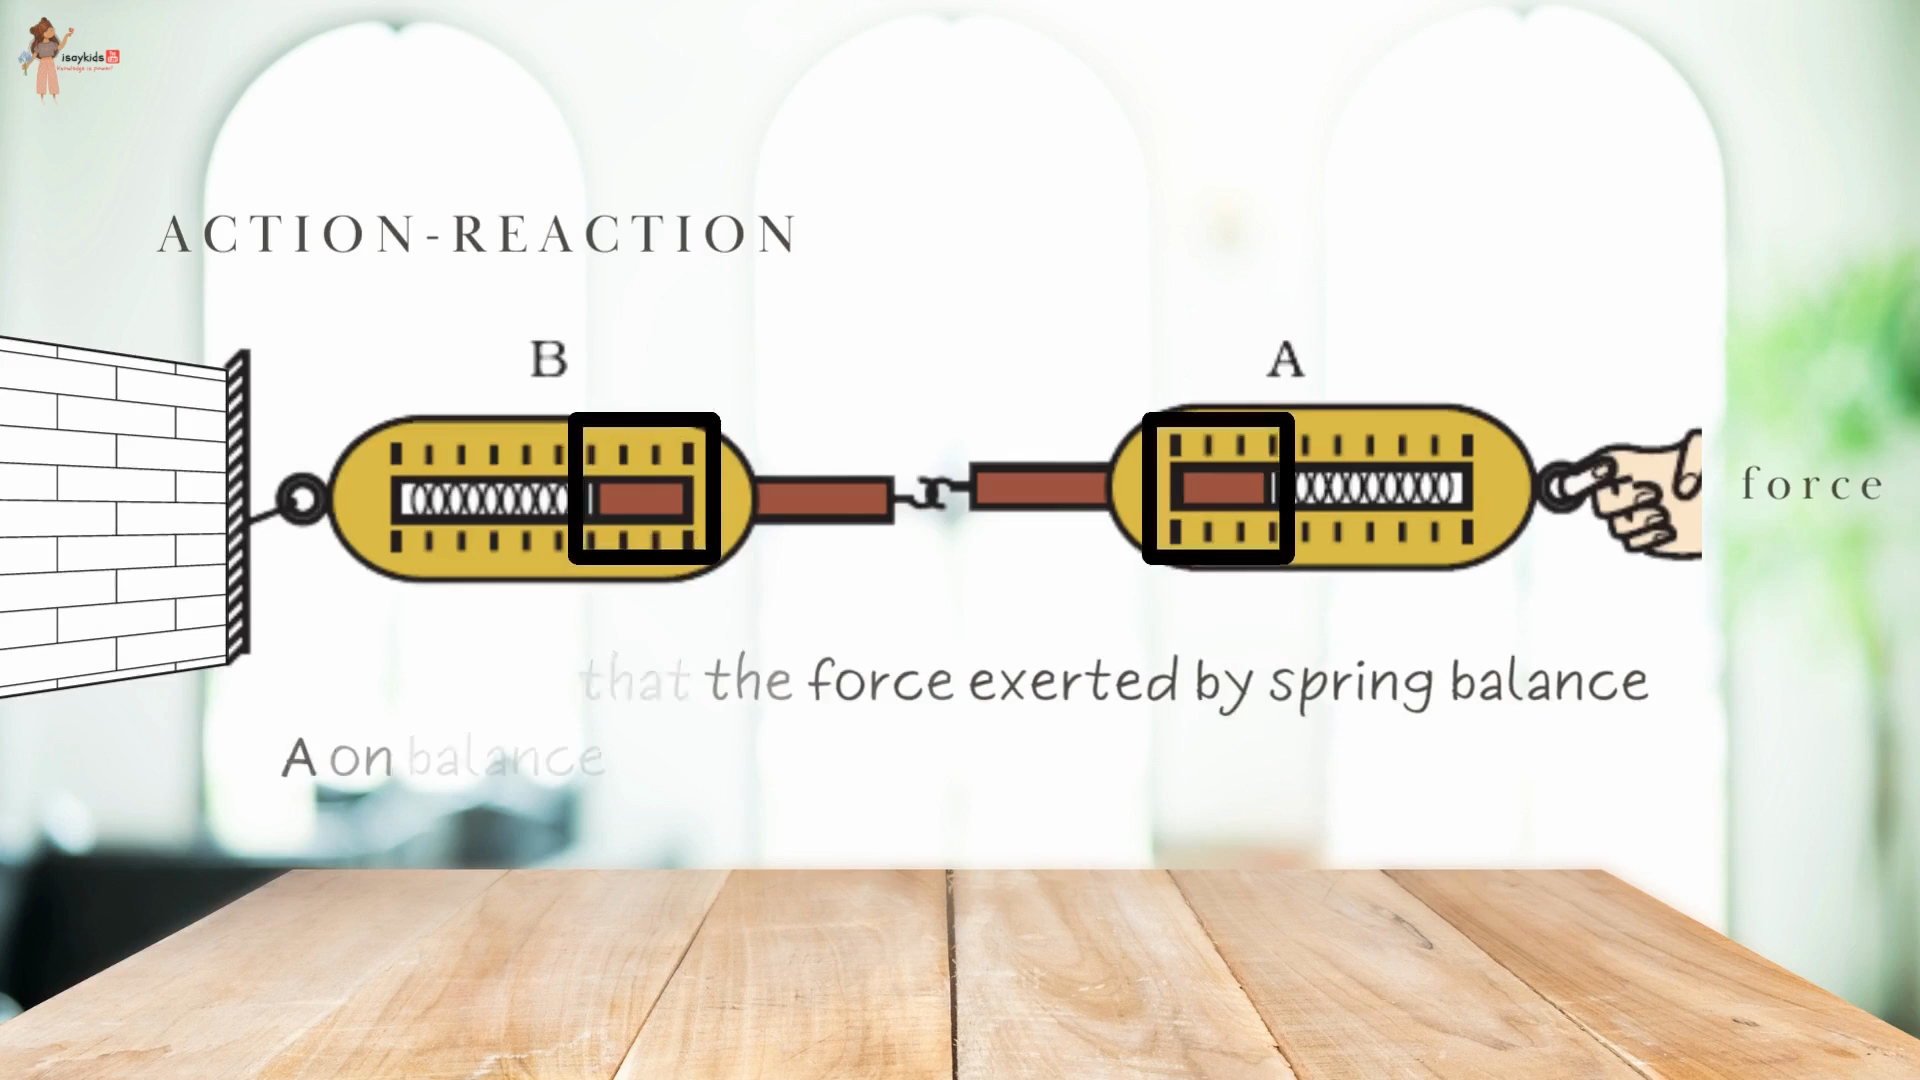 isaykids
ACTION-REACTION
B
A
force
that the force exerted by spring balance
A on balance